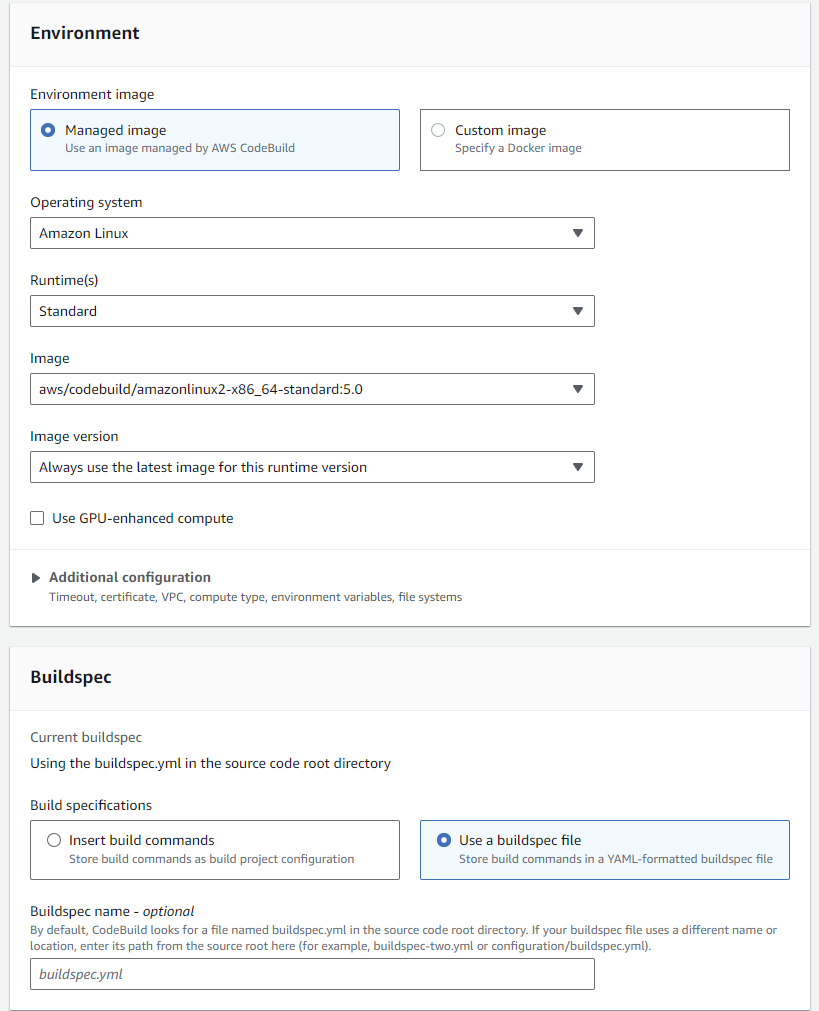 Environment
Environment image
Managed image
Use an image managed by AWS CodeBuild
Custom image
Specify a Docker image
Operating system
Amazon Linux
Runtime(s)
Standard
Image
aws/codebuild/amazonlinux2-x86_64-standard:5.0
Image version
Always use the latest image for this runtime version
Use GPU-enhanced compute
Additional configuration
Timeout, certificate, VPC, compute type, environment variables, file systems
Buildspec
Current buildspec
Using the buildspec.yml in the source code root directory
Build specifications
Insert build commands
Store build commands as build project configuration
Use a buildspec file
Store build commands in a YAML-formatted buildspec file
Buildspec name - optional
By default, CodeBuild looks for a file named buildspec.yml in the source code root directory. If your buildspec file uses a different name or
location, enter its path from the source root here (for example, buildspec-two.yml or configuration/buildspec.yml).
buildspec.yml